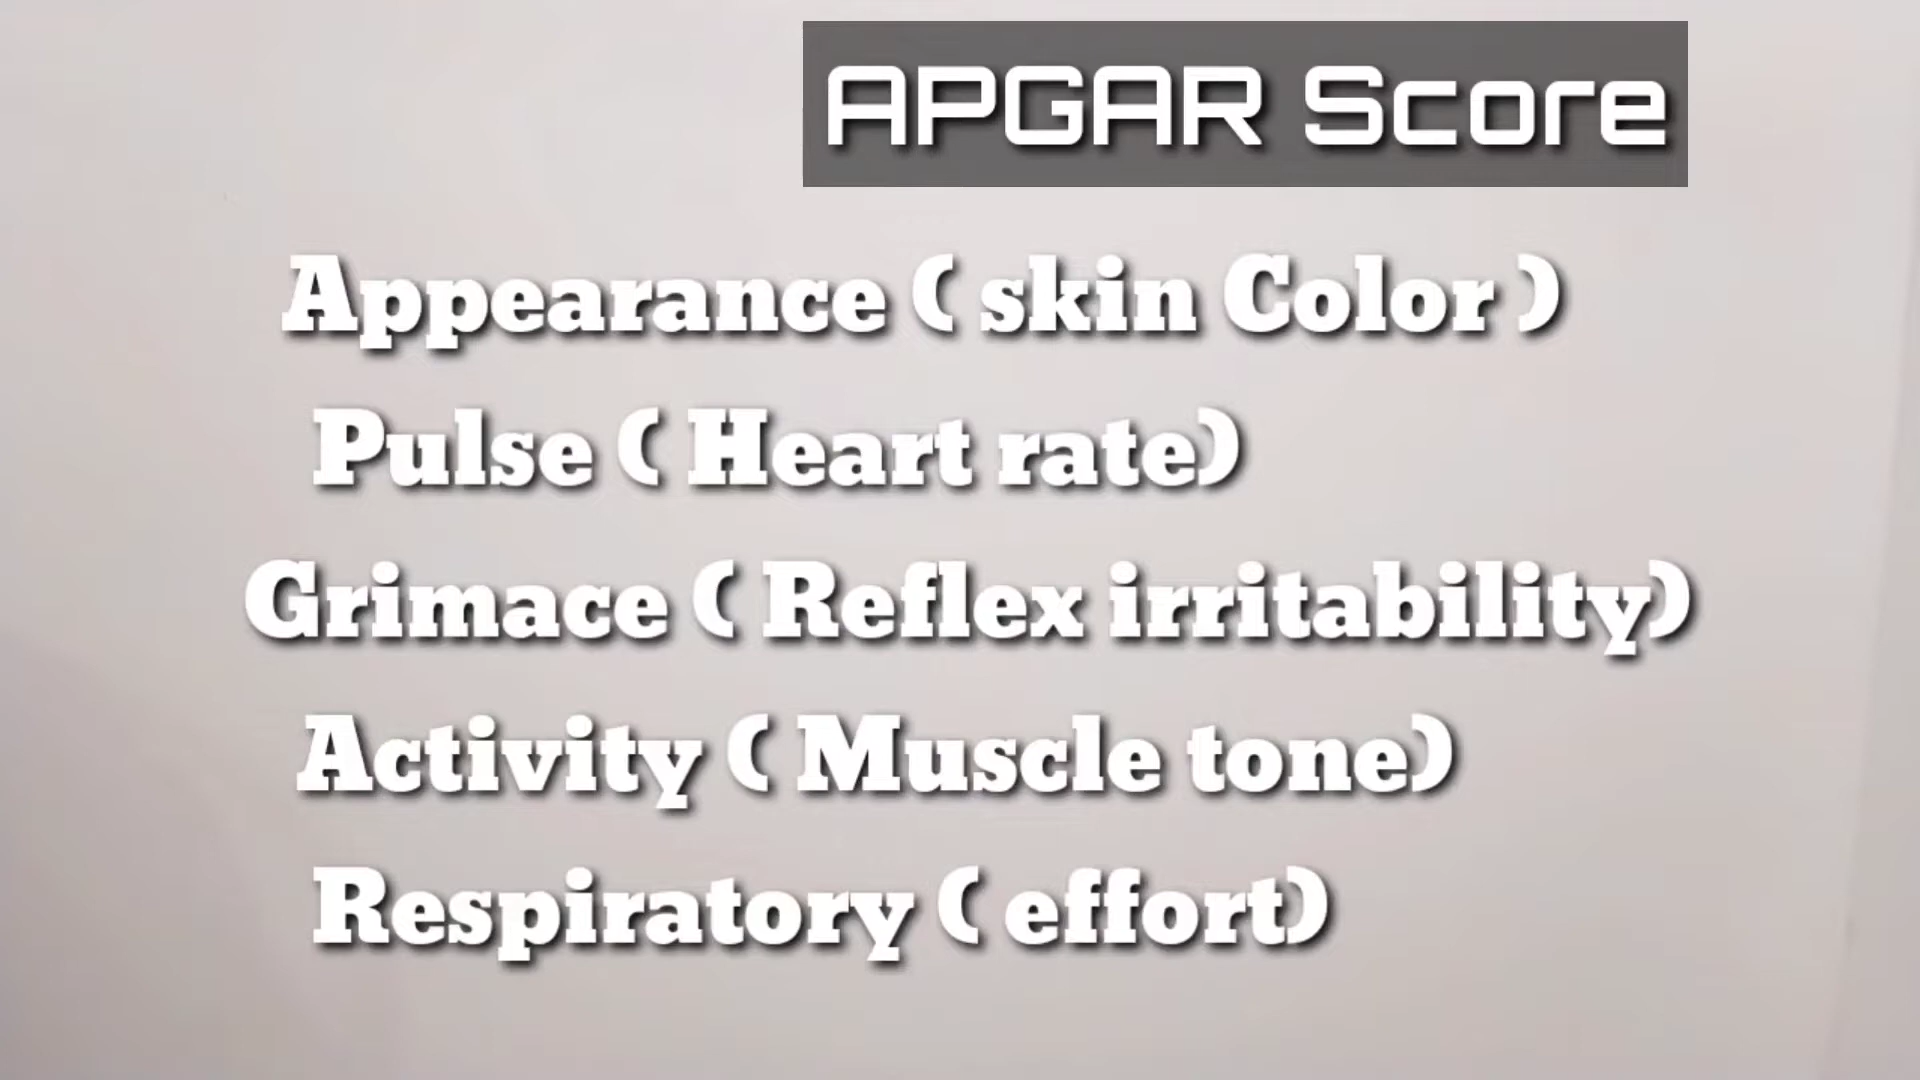 APGAR Score
Appearance ( skin Color )
Pulse ( Heart rate)
Grimace ( Reflex irritability)
Activity ( Muscle tone)
Respiratory ( effort)